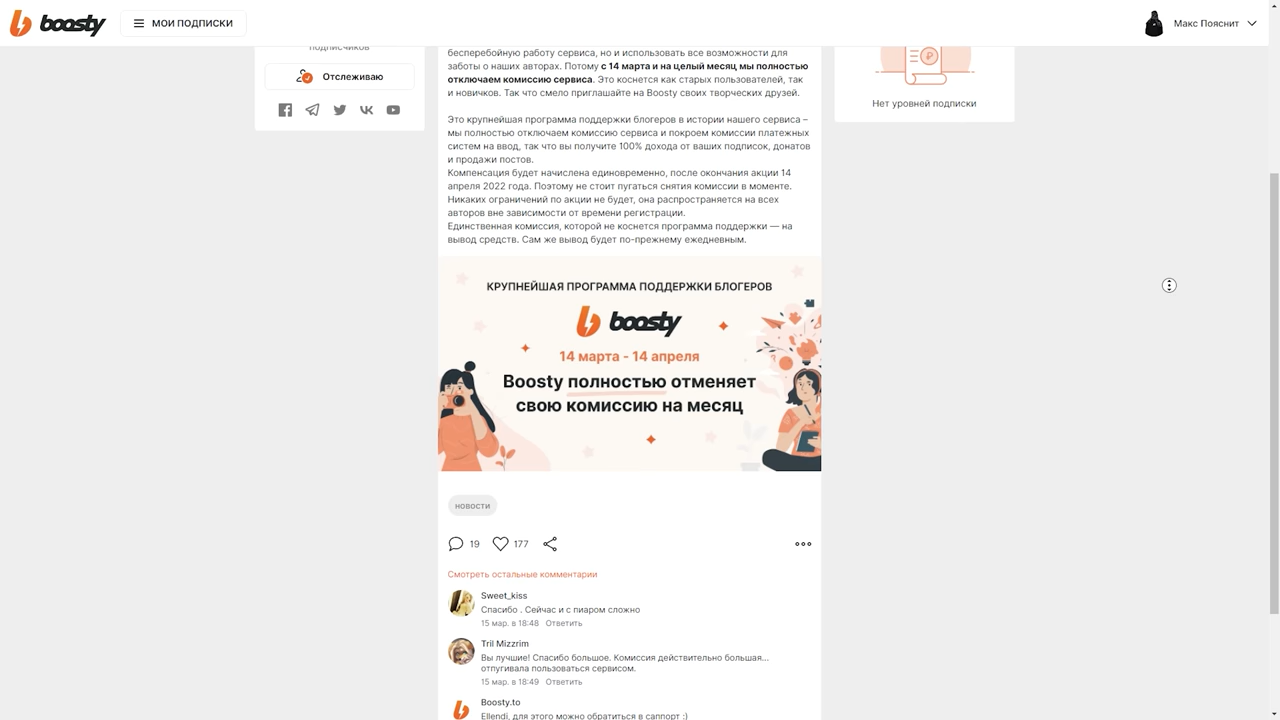 boosty
МОИ ПОДПИСКИ
Макс Пояснит
подписчиков
Отслеживаю
бесперебойную работу сервиса, но и использовать все возможности для
заботы о наших авторах. Потому с 14 марта и на целый месяц мы полностью
отключаем комиссию сервиса. Это коснется как старых пользователей, так
и новичков. Так что смело приглашайте на Boosty своих творческих друзей.
Это крупнейшая программа поддержки блогеров в истории нашего сервиса –
мы полностью отключаем комиссию сервиса и покроем комиссии платежных
систем на ввод, так что вы получите 100% дохода от ваших подписок, донатов
и продажи постов.
Компенсация будет начислена единовременно, после окончания акции 14
апреля 2022 года. Поэтому не стоит пугаться снятия комиссии в моменте.
Никаких ограничений по акции не будет, она распространяется на всех
авторов вне зависимости от времени регистрации.
Единственная комиссия, которой не коснется программа поддержки — на
вывод средств. Сам же вывод будет по-прежнему ежедневным.
Нет уровней подписки
КРУПНЕЙШАЯ ПРОГРАММА ПОДДЕРЖКИ БЛОГЕРОВ
boosty
14 марта - 14 апреля
Boosty полностью отменяет
свою комиссию на месяц
новости
19 177
Смотреть остальные комментарии
Sweet_kiss
Спасибо . Сейчас и с пиаром сложно
15 мар. в 18:48 Ответить
Tril Mizzrim
Вы лучшие! Спасибо большое. Комиссия действительно большая...
отпугивала пользоваться сервисом.
15 мар. в 18:49 Ответить
Boosty.to
Ellendi, для этого можно обратиться в саппорт :)